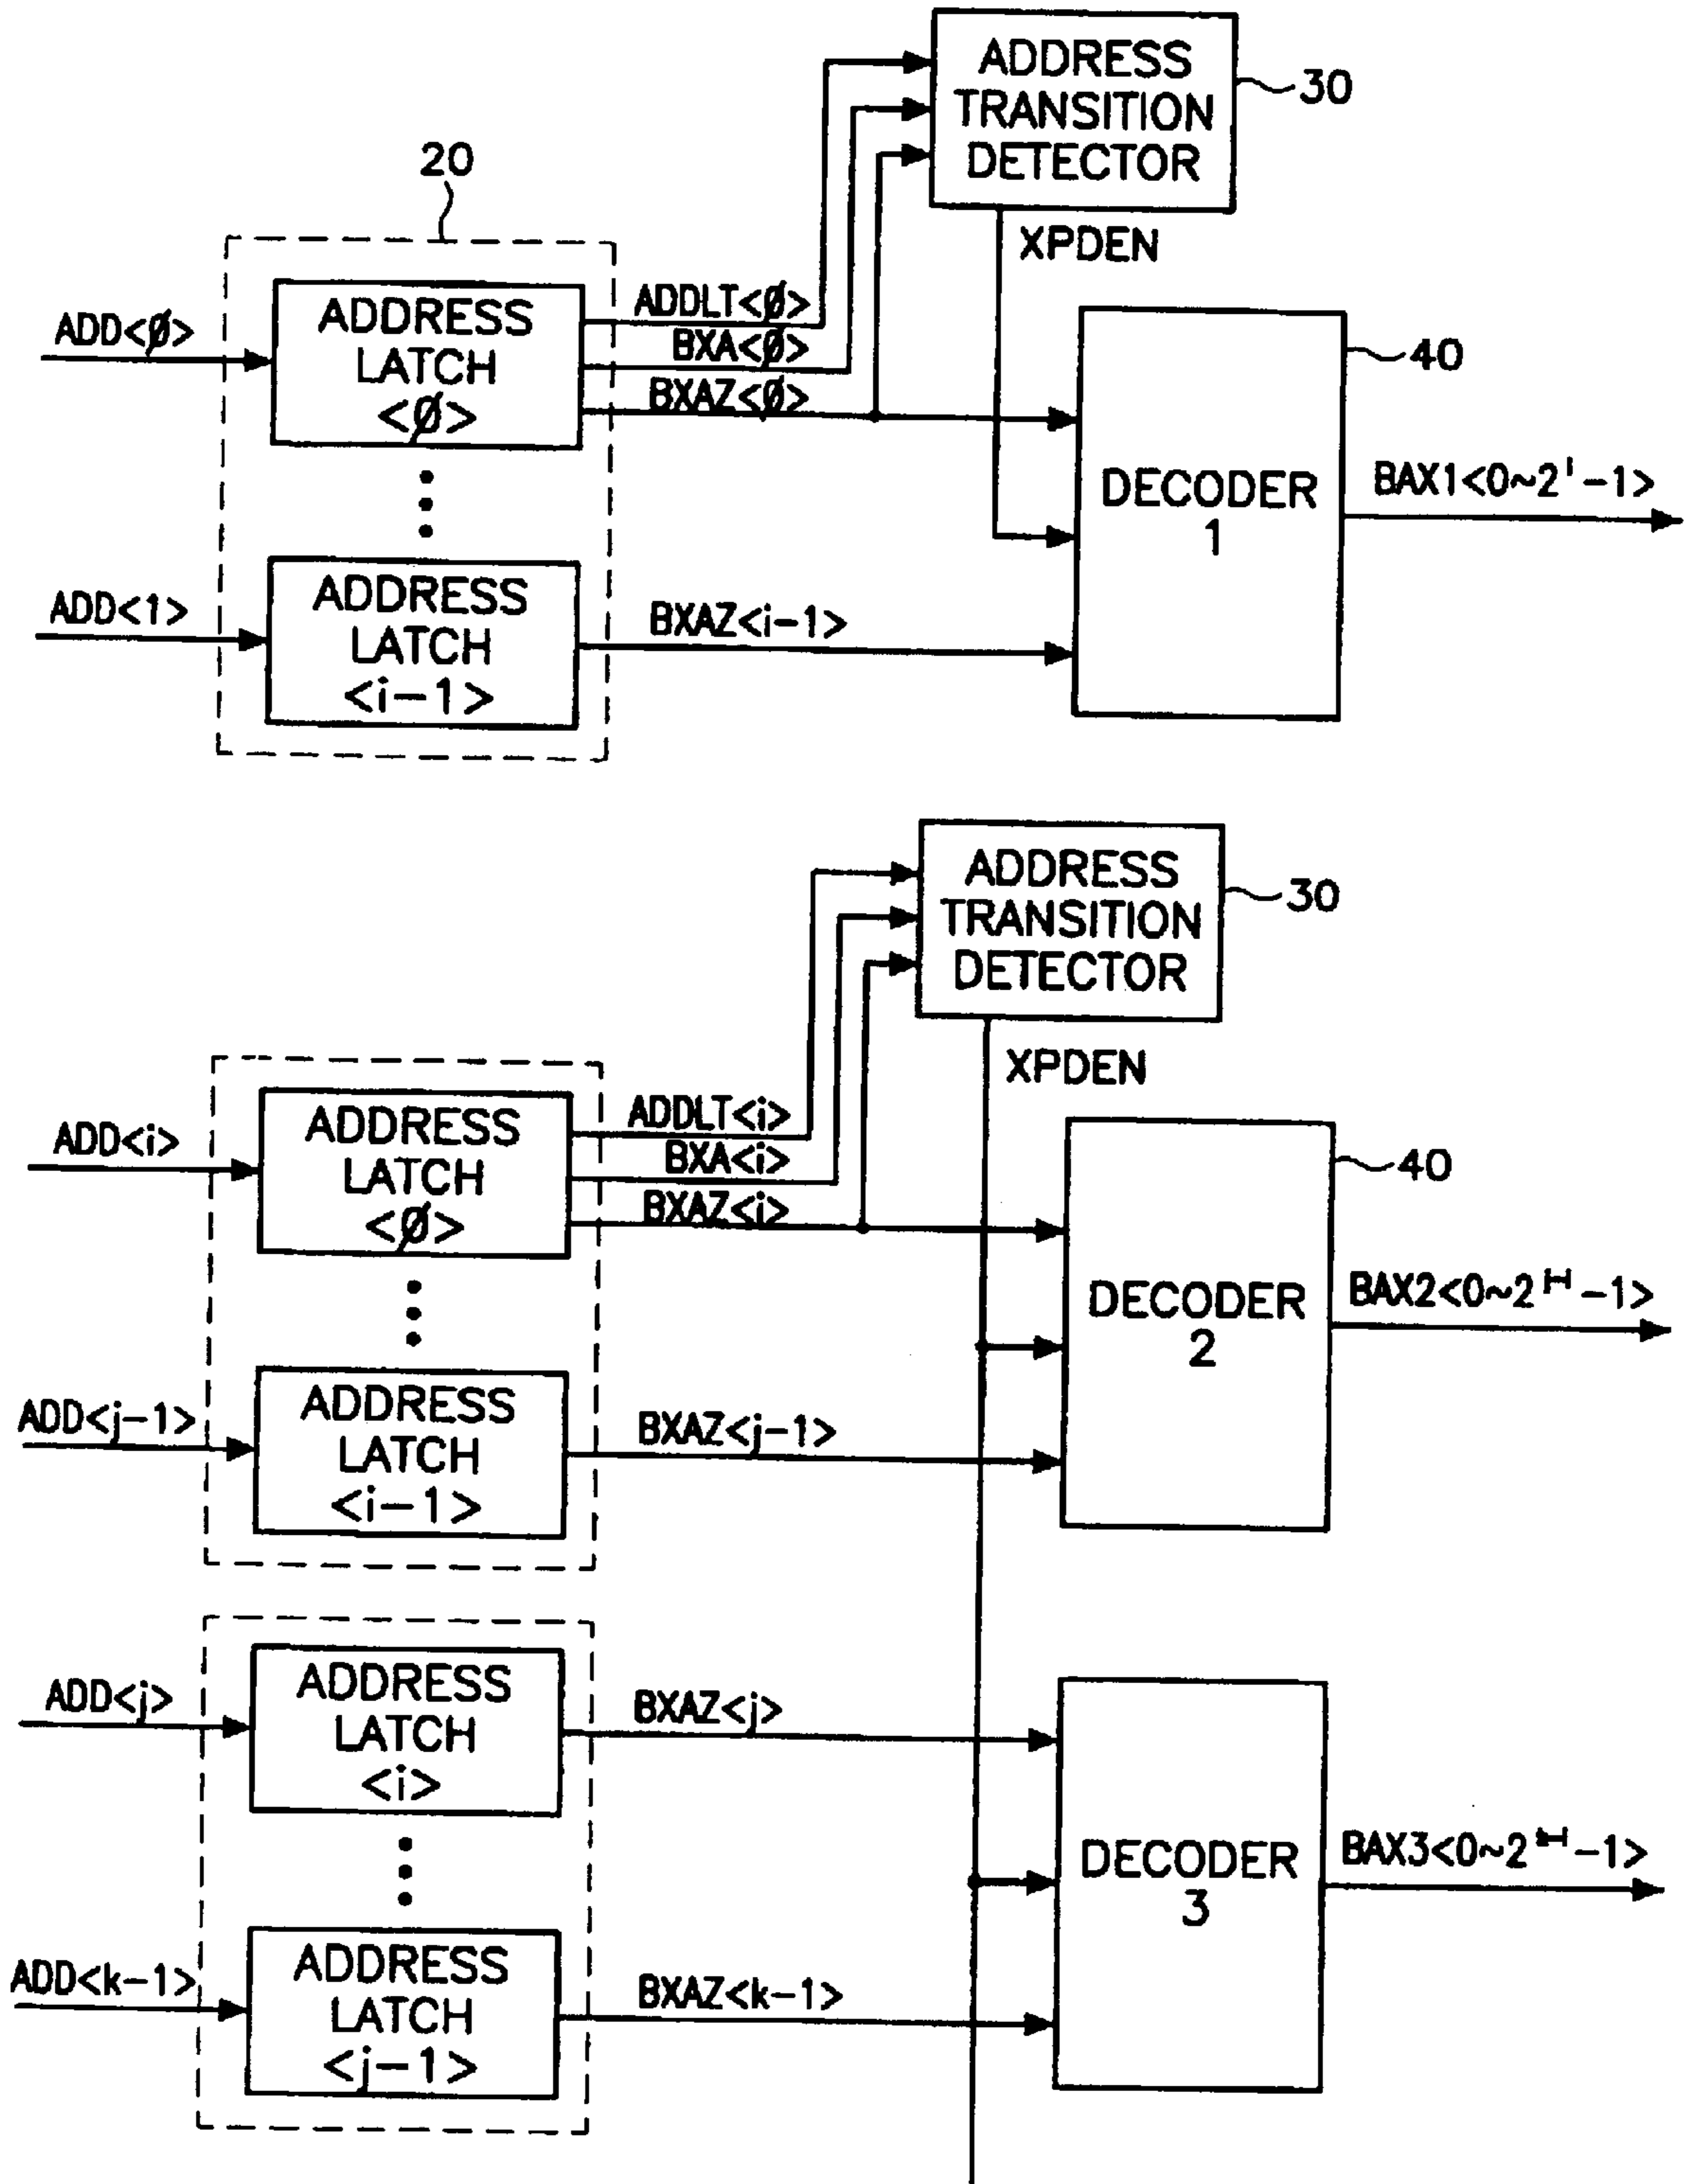 ADDRESS
TRANSITION
DETECTOR
30
20
XPDEN
ADD<∅>
ADDRESS
LATCH
<∅>
ADDLT<∅>
BXA<∅>
BXAZ<∅>
40
DECODER
1
BAX1<0~2^i-1>
ADD<1>
ADDRESS
LATCH
<i-1>
BXAZ<i-1>
ADDRESS
TRANSITION
DETECTOR
30
XPDEN
ADD<i>
ADDRESS
LATCH
<∅>
ADDLT<i>
BXA<i>
BXAZ<i>
40
DECODER
2
BAX2<0~2 -1>
ADD<j-1>
ADDRESS
LATCH
<i-1>
BXAZ<j-1>
ADD<j>
ADDRESS
LATCH
<i>
BXAZ<j>
DECODER
3
BAX3<0~2 -1>
ADD<k-1>
ADDRESS
LATCH
<j-1>
BXAZ<k-1>